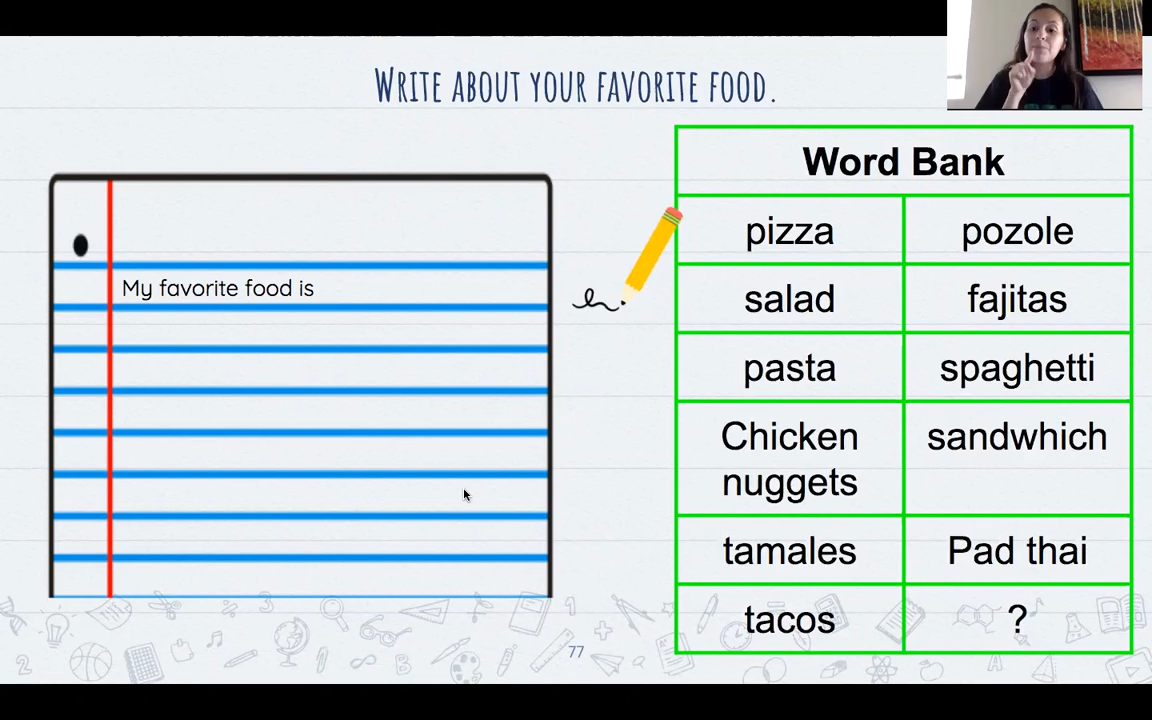 Write about your favorite food.
My favorite food is
Word Bank
pizza pozole
salad fajitas
pasta spaghetti
Chicken sandwhich
nuggets
tamales Pad thai
tacos ?
77